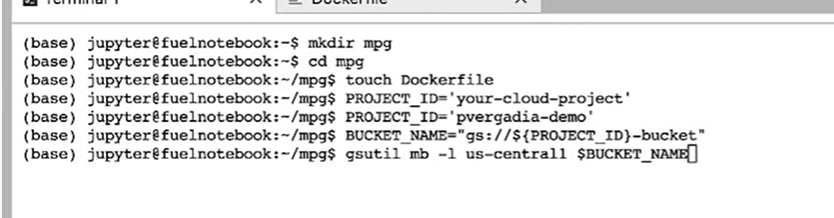 Terminal 1 Dockerfile
(base) jupyter@fuelnotebook:~$ mkdir mpg
(base) jupyter@fuelnotebook:~$ cd mpg
(base) jupyter@fuelnotebook:~/mpg$ touch Dockerfile
(base) jupyter@fuelnotebook:~/mpg$ PROJECT_ID='your-cloud-project'
(base) jupyter@fuelnotebook:~/mpg$ PROJECT_ID='pvergadia-demo'
(base) jupyter@fuelnotebook:~/mpg$ BUCKET_NAME="gs://${PROJECT_ID}-bucket"
(base) jupyter@fuelnotebook:~/mpg$ gsutil mb -l us-central1 $BUCKET_NAME